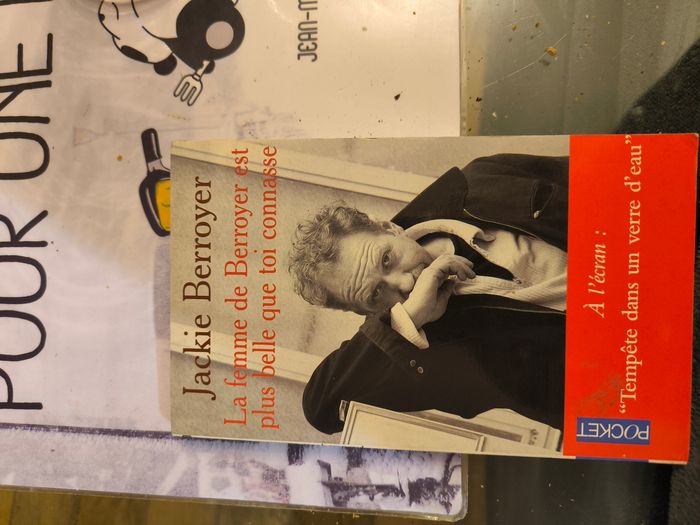 POUR UNE
JEAN-M
Jackie Berroyer
La femme de Berroyer est
plus belle que toi connasse
À l'écran :
“Tempête dans un verre d'eau”
POCKET